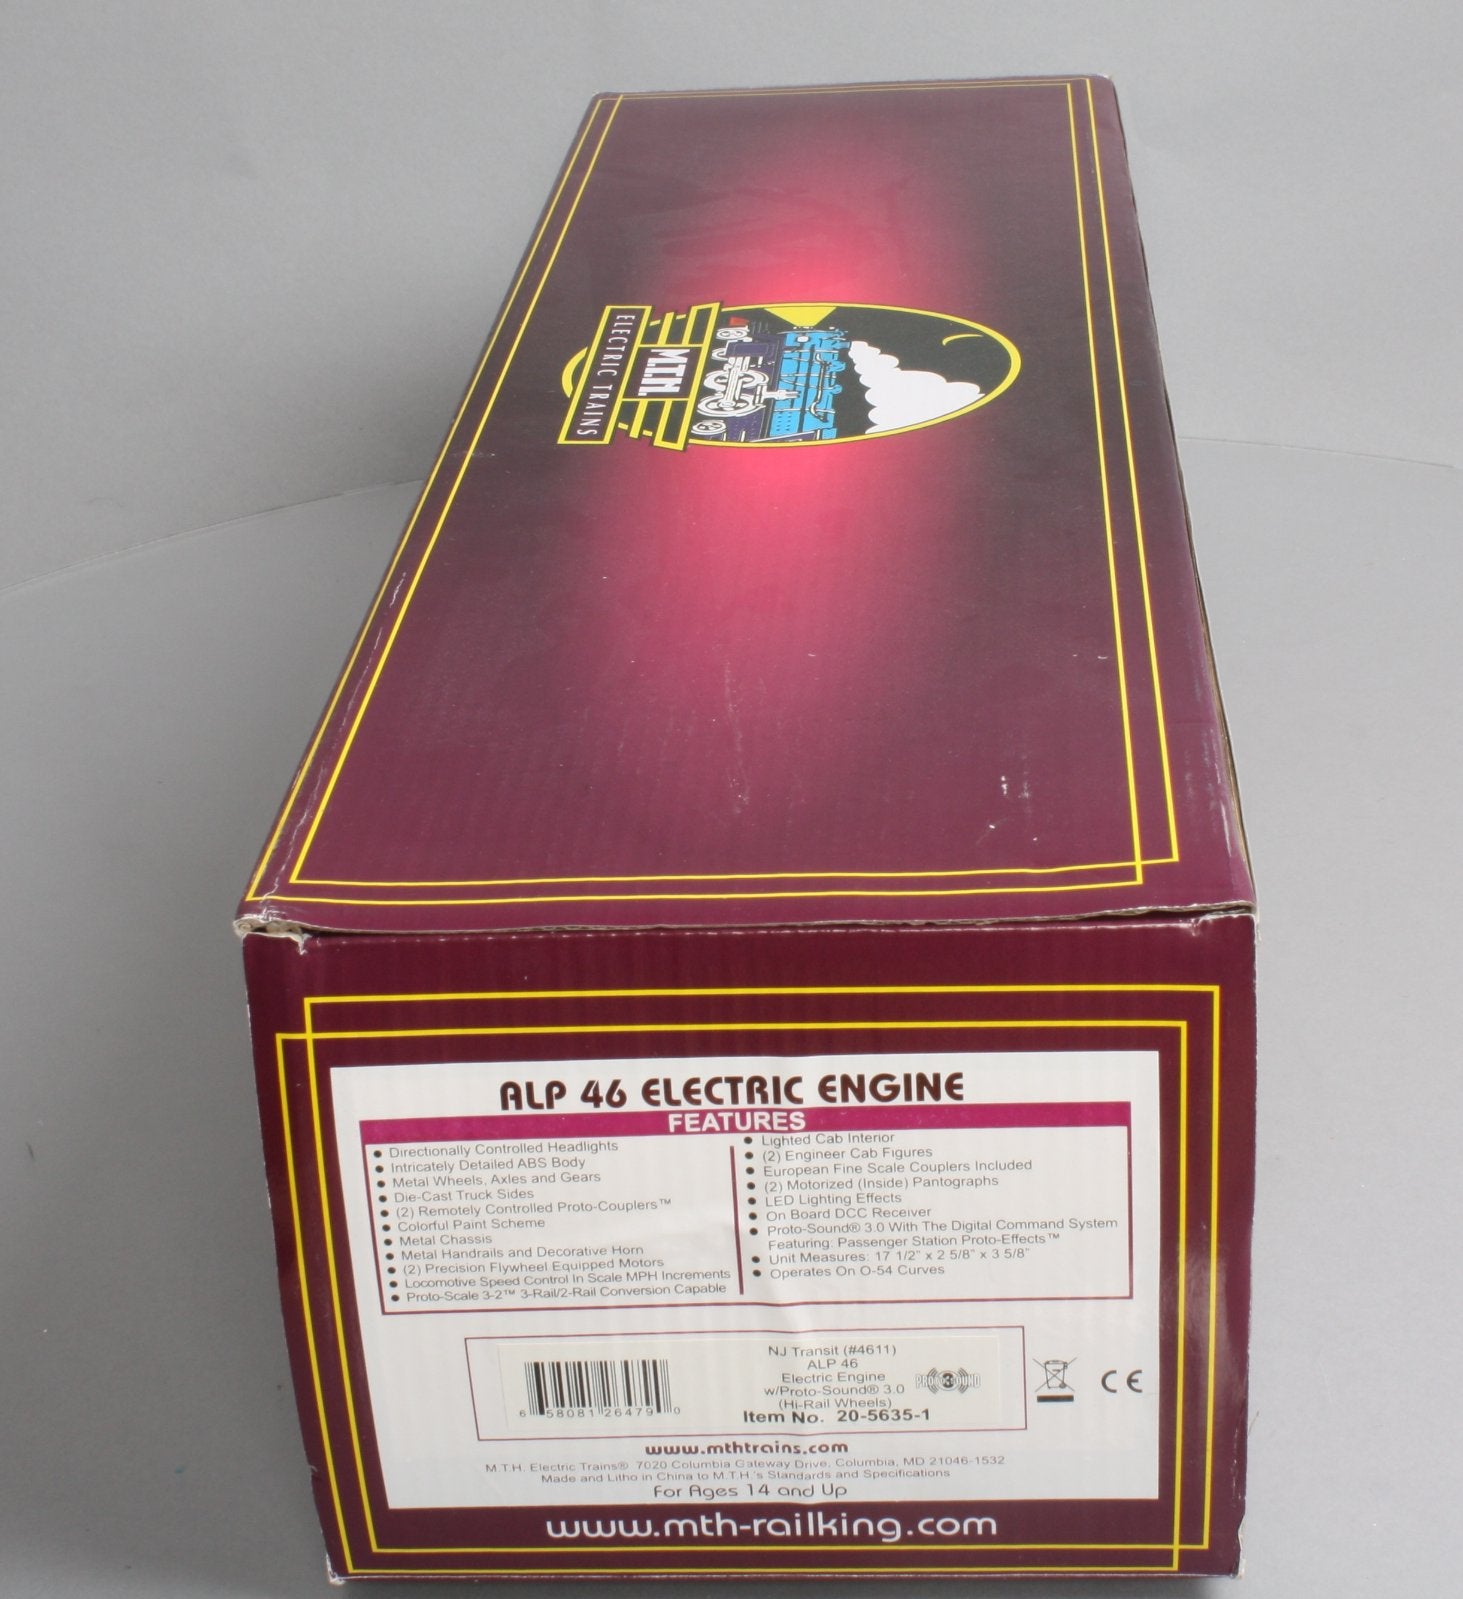 M.T.H.
ELECTRIC TRAINS
ALP 46 ELECTRIC ENGINE
FEATURES
● Directionally Controlled Headlights
● Intricately Detailed ABS Body
● Metal Wheels, Axles and Gears
● Die-Cast Truck Sides
● (2) Remotely Controlled Proto-Couplers™
● Colorful Paint Scheme
● Metal Chassis
● Metal Handrails and Decorative Horn
● (2) Precision Flywheel Equipped Motors
● Locomotive Speed Control In Scale MPH Increments
● Proto-Scale 3-2™ 3-Rail/2-Rail Conversion Capable
● Lighted Cab Interior
● (2) Engineer Cab Figures
● European Fine Scale Couplers Included
● (2) Motorized (Inside) Pantographs
● LED Lighting Effects
● On Board DCC Receiver
● Proto-Sound® 3.0 With The Digital Command System
Featuring: Passenger Station Proto-Effects™
● Unit Measures: 17 1/2" x 2 5/8" x 3 5/8"
● Operates On O-54 Curves
6 58081 26479 0
NJ Transit (#4611)
ALP 46
Electric Engine
w/Proto-Sound® 3.0
(Hi-Rail Wheels)
Item No. 20-5635-1
PROTO 3 SOUND
CE
www.mthtrains.com
M.T.H. Electric Trains® 7020 Columbia Gateway Drive, Columbia, MD 21046-1532
Made and Litho in China to M.T.H.'s Standards and Specifications
For Ages 14 and Up
www.mth-railking.com